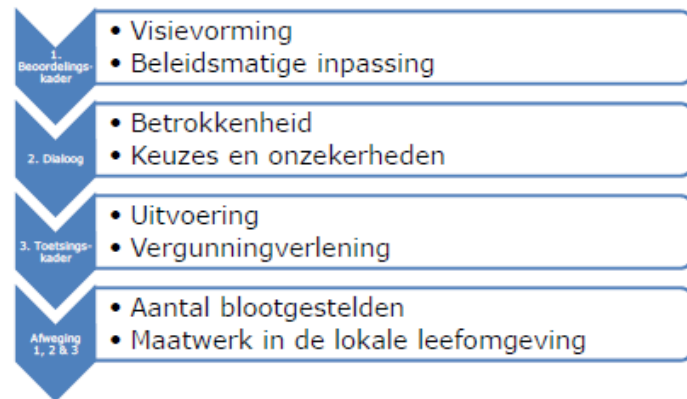 1.
Beoordelings-
kader
• Visievorming
• Beleidsmatige inpassing
2. Dialoog
• Betrokkenheid
• Keuzes en onzekerheden
3. Toetsings-
kader
• Uitvoering
• Vergunningverlening
Afweging
1, 2 & 3
• Aantal blootgestelden
• Maatwerk in de lokale leefomgeving